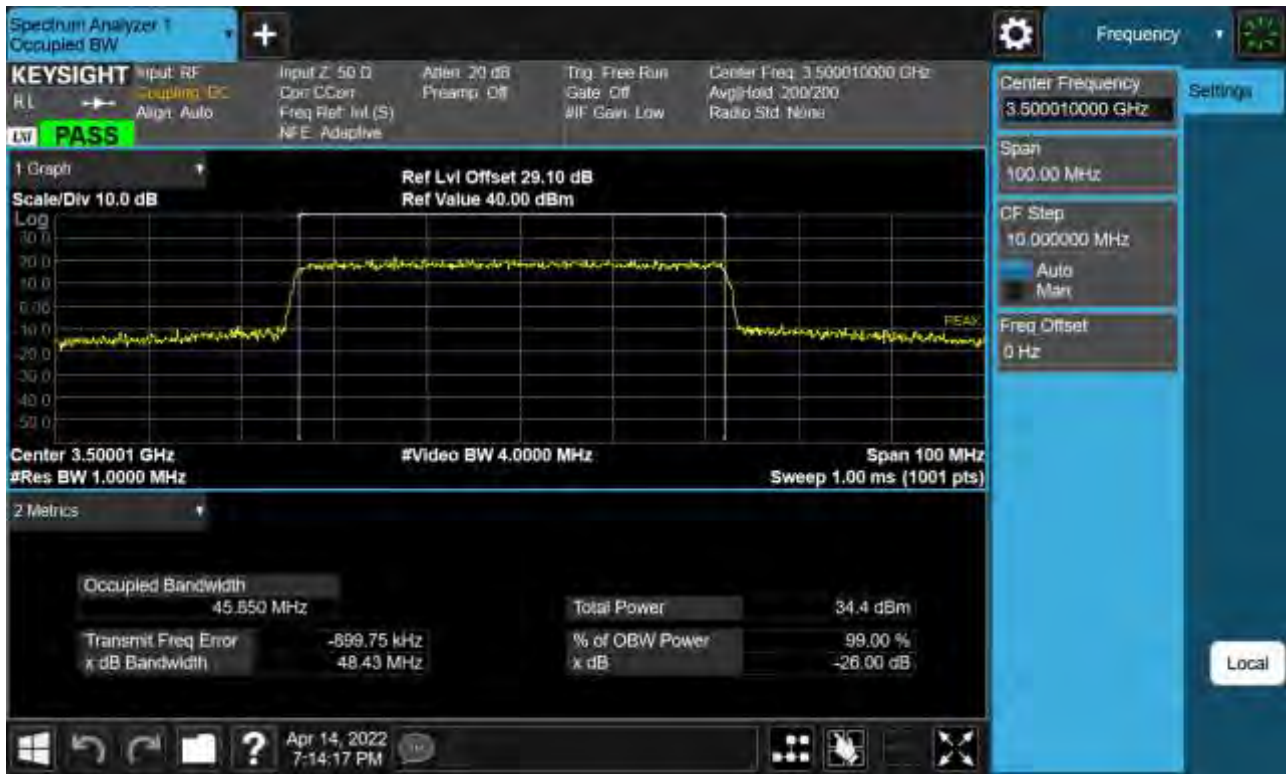 Spectrum Analyzer 1
Occupied BW
Frequency
KEYSIGHT
Input: RF
Coupling: DC
Align: Auto
Input Z: 50 Ω
Corr CCorr
Freq Ref: Int (S)
NFE: Adaptive
Atten: 20 dB
Preamp: Off
Trig: Free Run
Gate: Off
#IF Gain: Low
Center Freq: 3.500010000 GHz
Avg|Hold: 200/200
Radio Std: None
PASS
Center Frequency
3.500010000 GHz
Settings
Span
100.00 MHz
CF Step
10.000000 MHz
Auto
Man
Freq Offset
0 Hz
1 Graph
Scale/Div 10.0 dB
Ref Lvl Offset 29.10 dB
Ref Value 40.00 dBm
Log
30.0
20.0
10.0
0.00
-10.0
-20.0
-30.0
-40.0
-50.0
PEAK
Center 3.50001 GHz
#Video BW 4.0000 MHz
Span 100 MHz
#Res BW 1.0000 MHz
Sweep 1.00 ms (1001 pts)
2 Metrics
Occupied Bandwidth
MHz
Total Power
34.4 dBm
Transmit Freq Error
-899.75 kHz
% of OBW Power
99.00 %
x dB Bandwidth
48.43 MHz
x dB
-26.00 dB
Local
?
Apr 14, 2022
7:14:17 PM